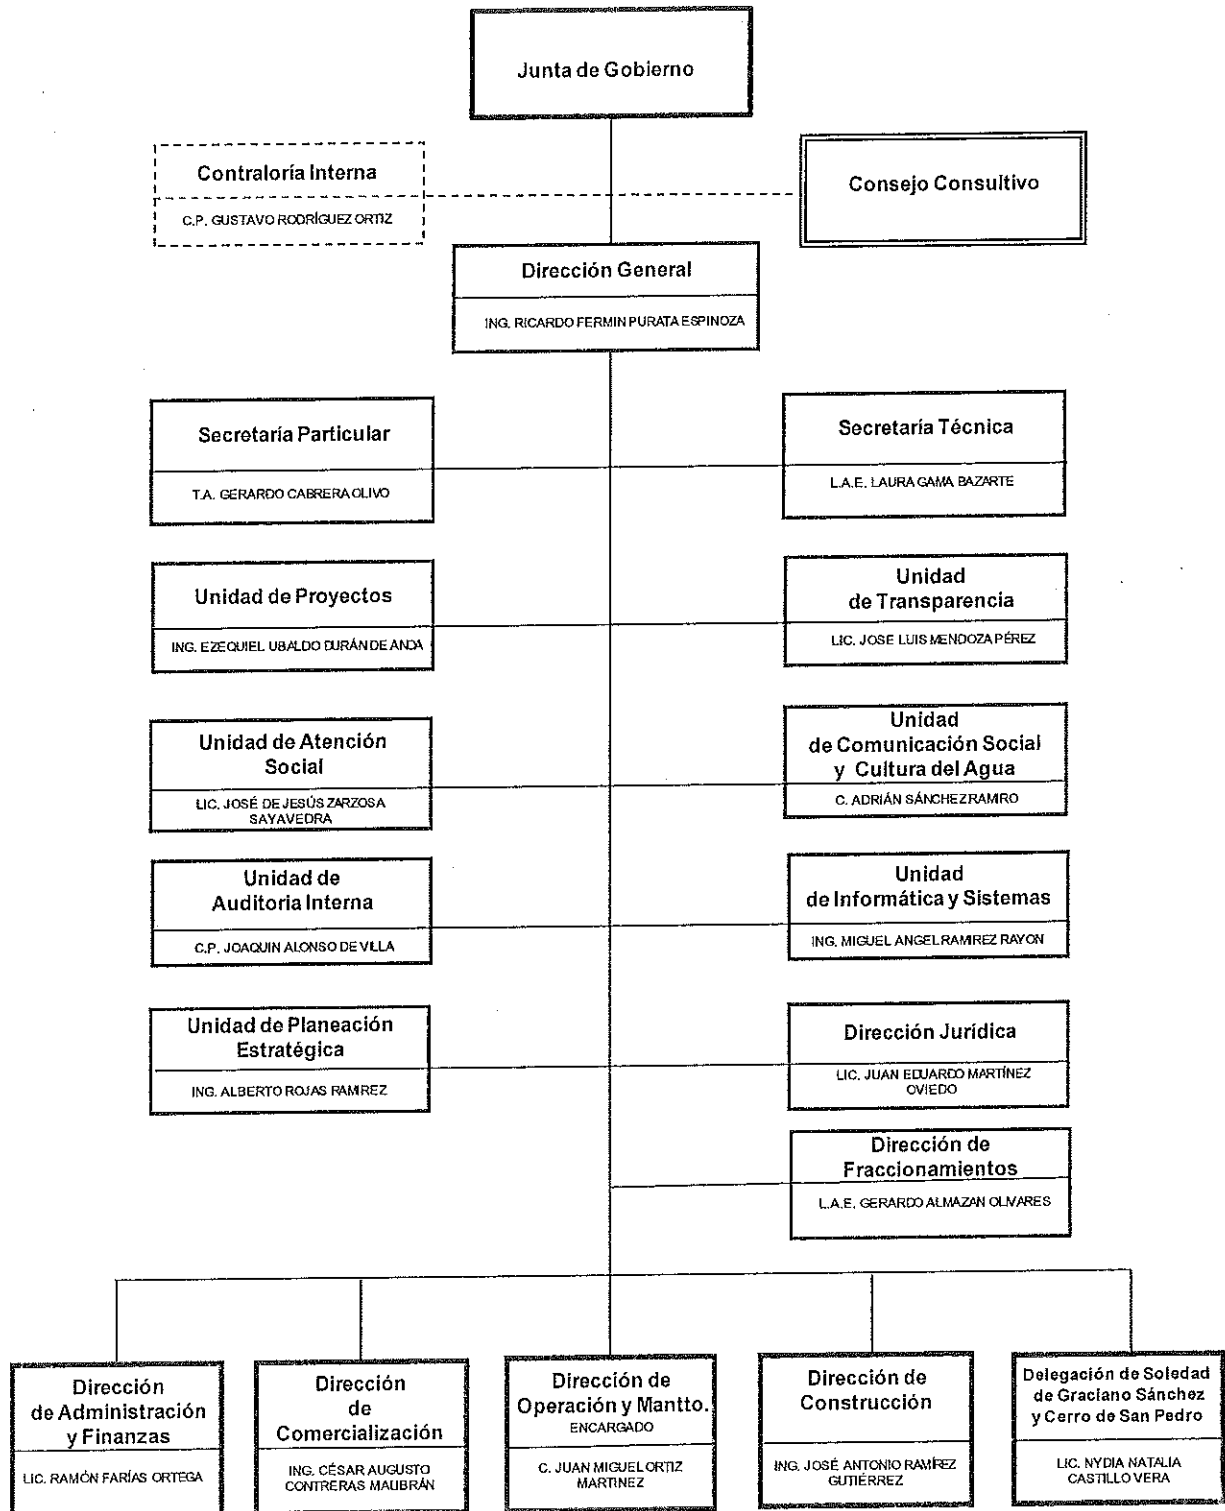 Junta de Gobierno
Contraloría Interna
C.P. GUSTAVO RODRÍGUEZ ORTIZ
Consejo Consultivo
Dirección General
ING. RICARDO FERMIN PURATA ESPINOZA
Secretaría Particular
T.A. GERARDO CABRERA OLIVO
Secretaría Técnica
L.A.E. LAURA GAMA BAZARTE
Unidad de Proyectos
ING. EZEQUIEL UBALDO DURÁN DE ANDA
Unidad
de Transparencia
LIC. JOSE LUIS MENDOZA PÉREZ
Unidad de Atención
Social
LIC. JOSÉ DE JESÚS ZARZOSA
SAYAVEDRA
Unidad
de Comunicación Social
y Cultura del Agua
C. ADRIÁN SÁNCHEZ RAMIRO
Unidad de
Auditoria Interna
C.P. JOAQUIN ALONSO DE VILLA
Unidad
de Informática y Sistemas
ING. MIGUEL ANGEL RAMIREZ RAYON
Unidad de Planeación
Estratégica
ING. ALBERTO ROJAS RAMIREZ
Dirección Jurídica
LIC. JUAN EDUARDO MARTÍNEZ
OVIEDO
Dirección de
Fraccionamientos
L.A.E. GERARDO ALMAZAN OLIVARES
Dirección
de Administración
y Finanzas
LIC. RAMÓN FARÍAS ORTEGA
Dirección
de
Comercialización
ING. CÉSAR AUGUSTO
CONTRERAS MALIBRÁN
Dirección de
Operación y Mantto.
ENCARGADO
C. JUAN MIGUEL ORTIZ
MARTINEZ
Dirección de
Construcción
ING. JOSÉ ANTONIO RAMÍREZ
GUTIÉRREZ
Delegación de Soledad
de Graciano Sánchez
y Cerro de San Pedro
LIC. NYDIA NATALIA
CASTILLO VERA